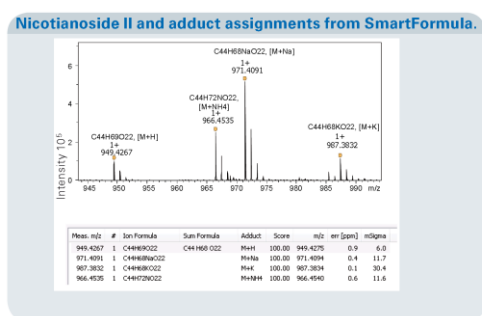 Nicotianoside II and adduct assignments from SmartFormula.
C44H68NaO22, [M+Na]
1+
971.4091
C44H72NO22,
[M+NH4]
1+
966.4535
C44H69O22, [M+H]
1+
949.4267
C44H68KO22, [M+K]
1+
987.3832
Intensity 10^5
6
4
2
0
945 950 955 960 965 970 975 980 985 990 m/z
Meas. m/z # Ion Formula Sum Formula Adduct Score m/z err [ppm] mSigma
949.4267 1 C44H69O22 C44 H68 O22 M+H 100.00 949.4275 0.9 6.0
971.4091 1 C44H68NaO22 M+Na 100.00 971.4094 0.4 11.7
987.3832 1 C44H68KO22 M+K 100.00 987.3834 0.1 30.4
966.4535 1 C44H72NO22 M+NH4 100.00 966.4540 0.6 11.6